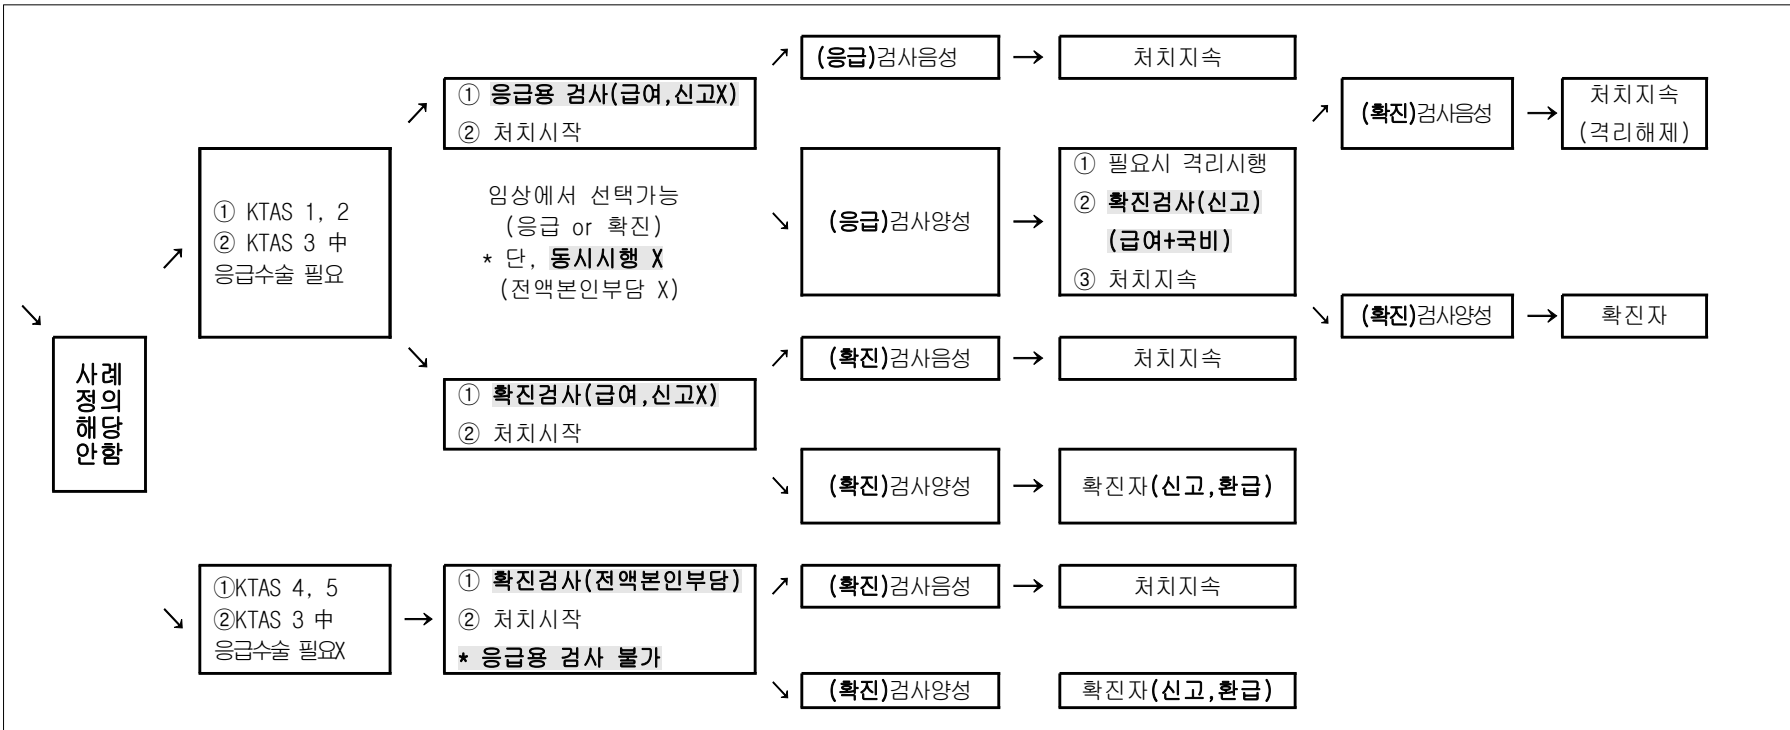 사례
정의
해당
안함
① KTAS 1, 2
② KTAS 3 中
응급수술 필요
① 응급용 검사(급여,신고X)
② 처치시작
임상에서 선택가능
(응급 or 확진)
* 단, 동시시행 X
(전액본인부담 X)
① 확진검사(급여,신고X)
② 처치시작
(응급)검사음성 → 처치지속
(응급)검사양성 →
① 필요시 격리시행
② 확진검사(신고)
(급여+국비)
③ 처치지속
(확진)검사음성 →
처치지속
(격리해제)
(확진)검사양성 → 확진자
(확진)검사음성 → 처치지속
(확진)검사양성 → 확진자(신고,환급)
①KTAS 4, 5
②KTAS 3 中
응급수술 필요X
① 확진검사(전액본인부담)
② 처치시작
* 응급용 검사 불가
(확진)검사음성 → 처치지속
(확진)검사양성 확진자(신고,환급)